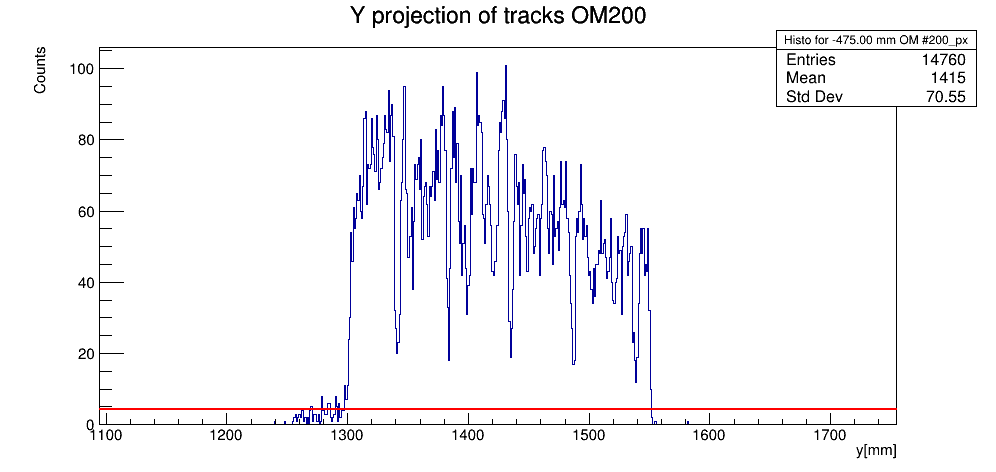 Y projection of tracks OM200
Histo for -475.00 mm OM #200_px
Entries 14760
Mean 1415
Std Dev 70.55
Counts
100
80
60
40
20
0
1100 1200 1300 1400 1500 1600 1700
y[mm]